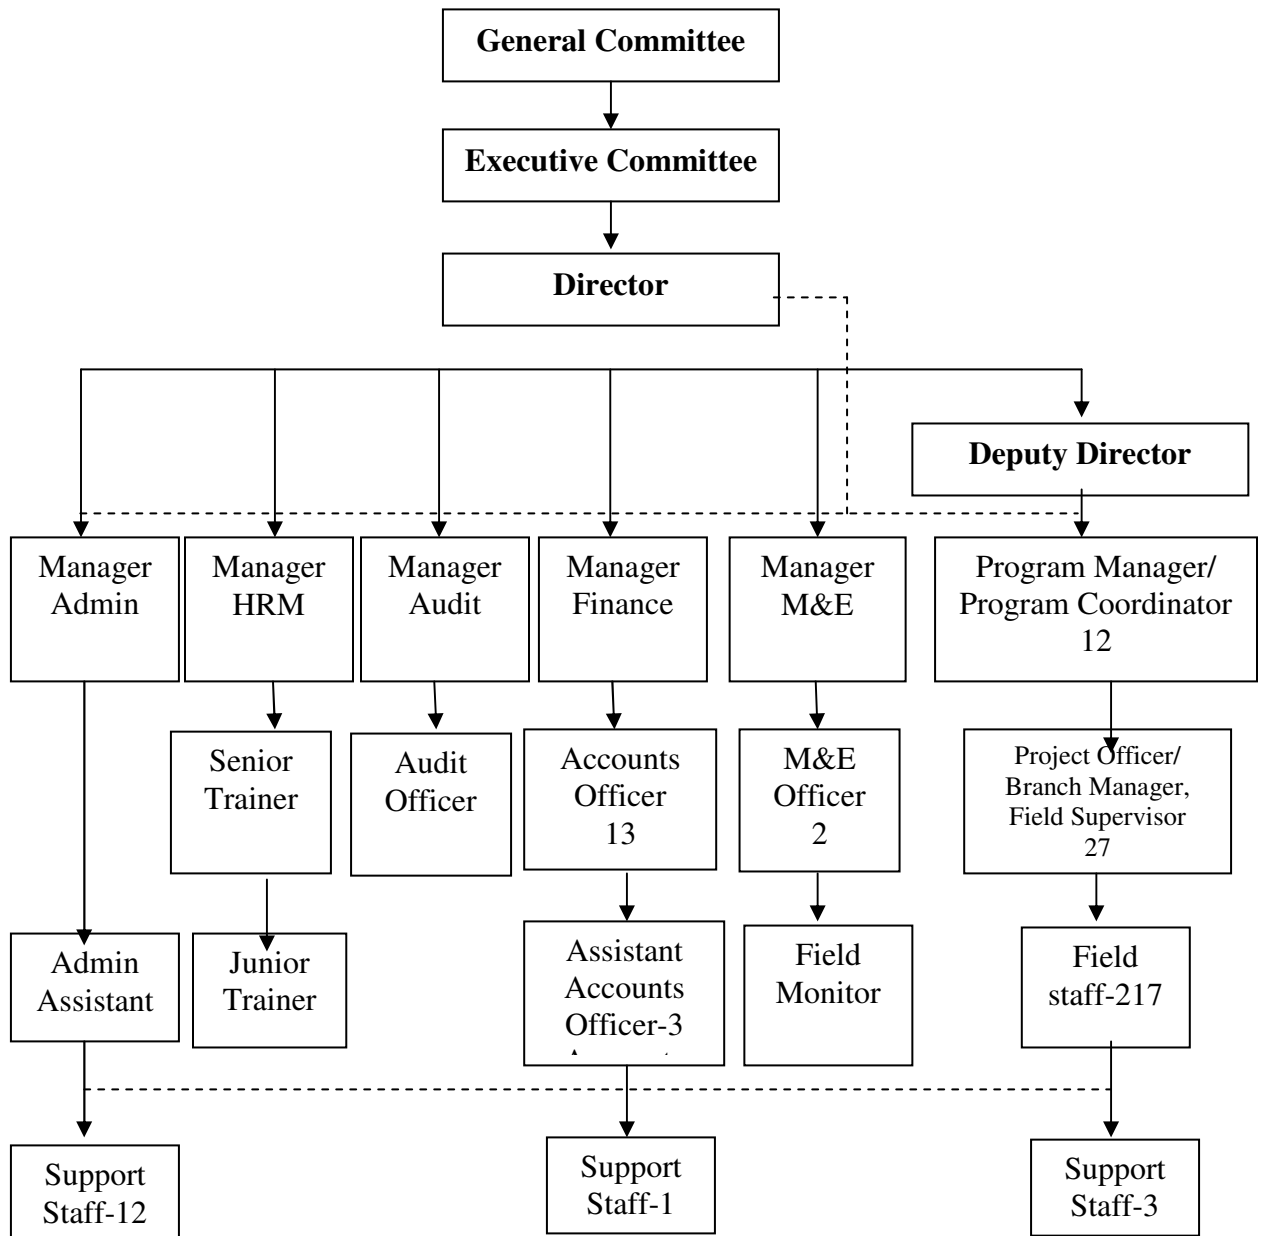 General Committee
Executive Committee
Director
Deputy Director
Manager
Admin
Manager
HRM
Manager
Audit
Manager
Finance
Manager
M&E
Program Manager/
Program Coordinator
12
Senior
Trainer
Audit
Officer
Accounts
Officer
13
M&E
Officer
2
Project Officer/
Branch Manager,
Field Supervisor
27
Admin
Assistant
Junior
Trainer
Assistant
Accounts
Officer-3
Field
Monitor
Field
staff-217
Support
Staff-12
Support
Staff-1
Support
Staff-3